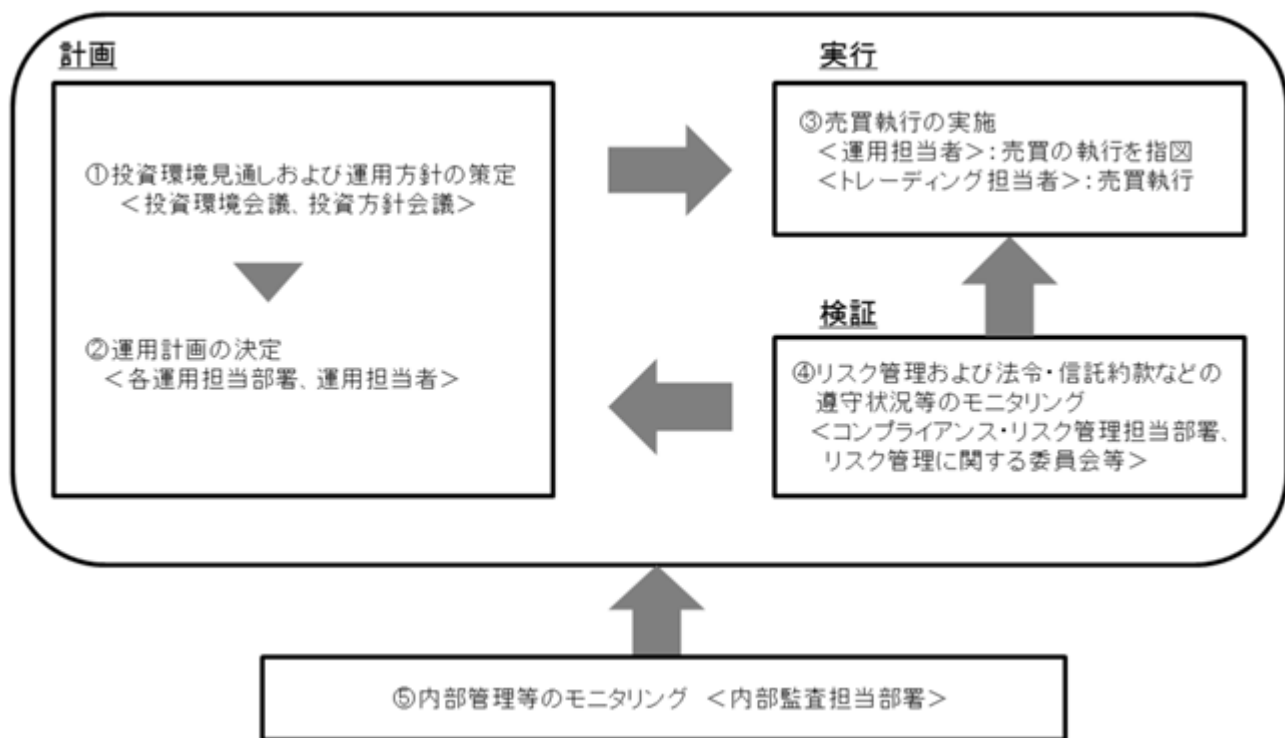 計画
①投資環境見通しおよび運用方針の策定
＜投資環境会議、投資方針会議＞
②運用計画の決定
＜各運用担当部署、運用担当者＞
実行
③売買執行の実施
＜運用担当者＞：売買の執行を指図
＜トレーディング担当者＞：売買執行
検証
④リスク管理および法令・信託約款などの
遵守状況等のモニタリング
＜コンプライアンス・リスク管理担当部署、
リスク管理に関する委員会等＞
⑤内部管理等のモニタリング ＜内部監査担当部署＞